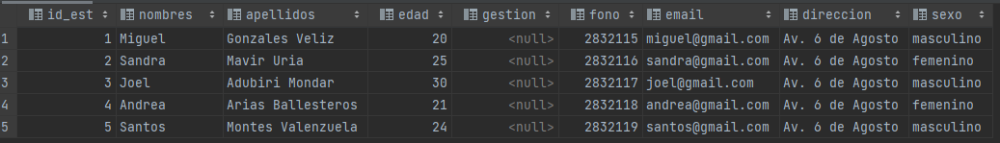 id_est nombres apellidos edad gestion fono email direccion sexo
1 1 Miguel Gonzales Veliz 20 <null> 2832115 miguel@gmail.com Av. 6 de Agosto masculino
2 2 Sandra Mavir Uria 25 <null> 2832116 sandra@gmail.com Av. 6 de Agosto femenino
3 3 Joel Adubiri Mondar 30 <null> 2832117 joel@gmail.com Av. 6 de Agosto masculino
4 4 Andrea Arias Ballesteros 21 <null> 2832118 andrea@gmail.com Av. 6 de Agosto femenino
5 5 Santos Montes Valenzuela 24 <null> 2832119 santos@gmail.com Av. 6 de Agosto masculino